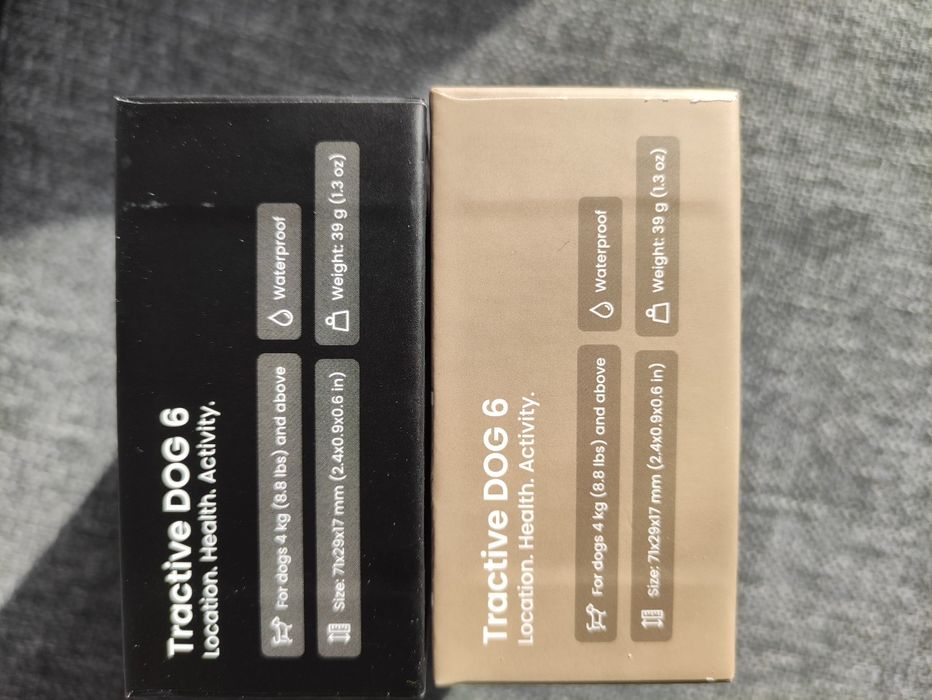 Tractive DOG 6
Location. Health. Activity.
For dogs 4 kg (8.8 lbs) and above
Waterproof
Size: 71x29x17 mm (2.4x0.9x0.6 in)
Weight: 39 g (1.3 oz)
Tractive DOG 6
Location. Health. Activity.
For dogs 4 kg (8.8 lbs) and above
Waterproof
Size: 71x29x17 mm (2.4x0.9x0.6 in)
Weight: 39 g (1.3 oz)